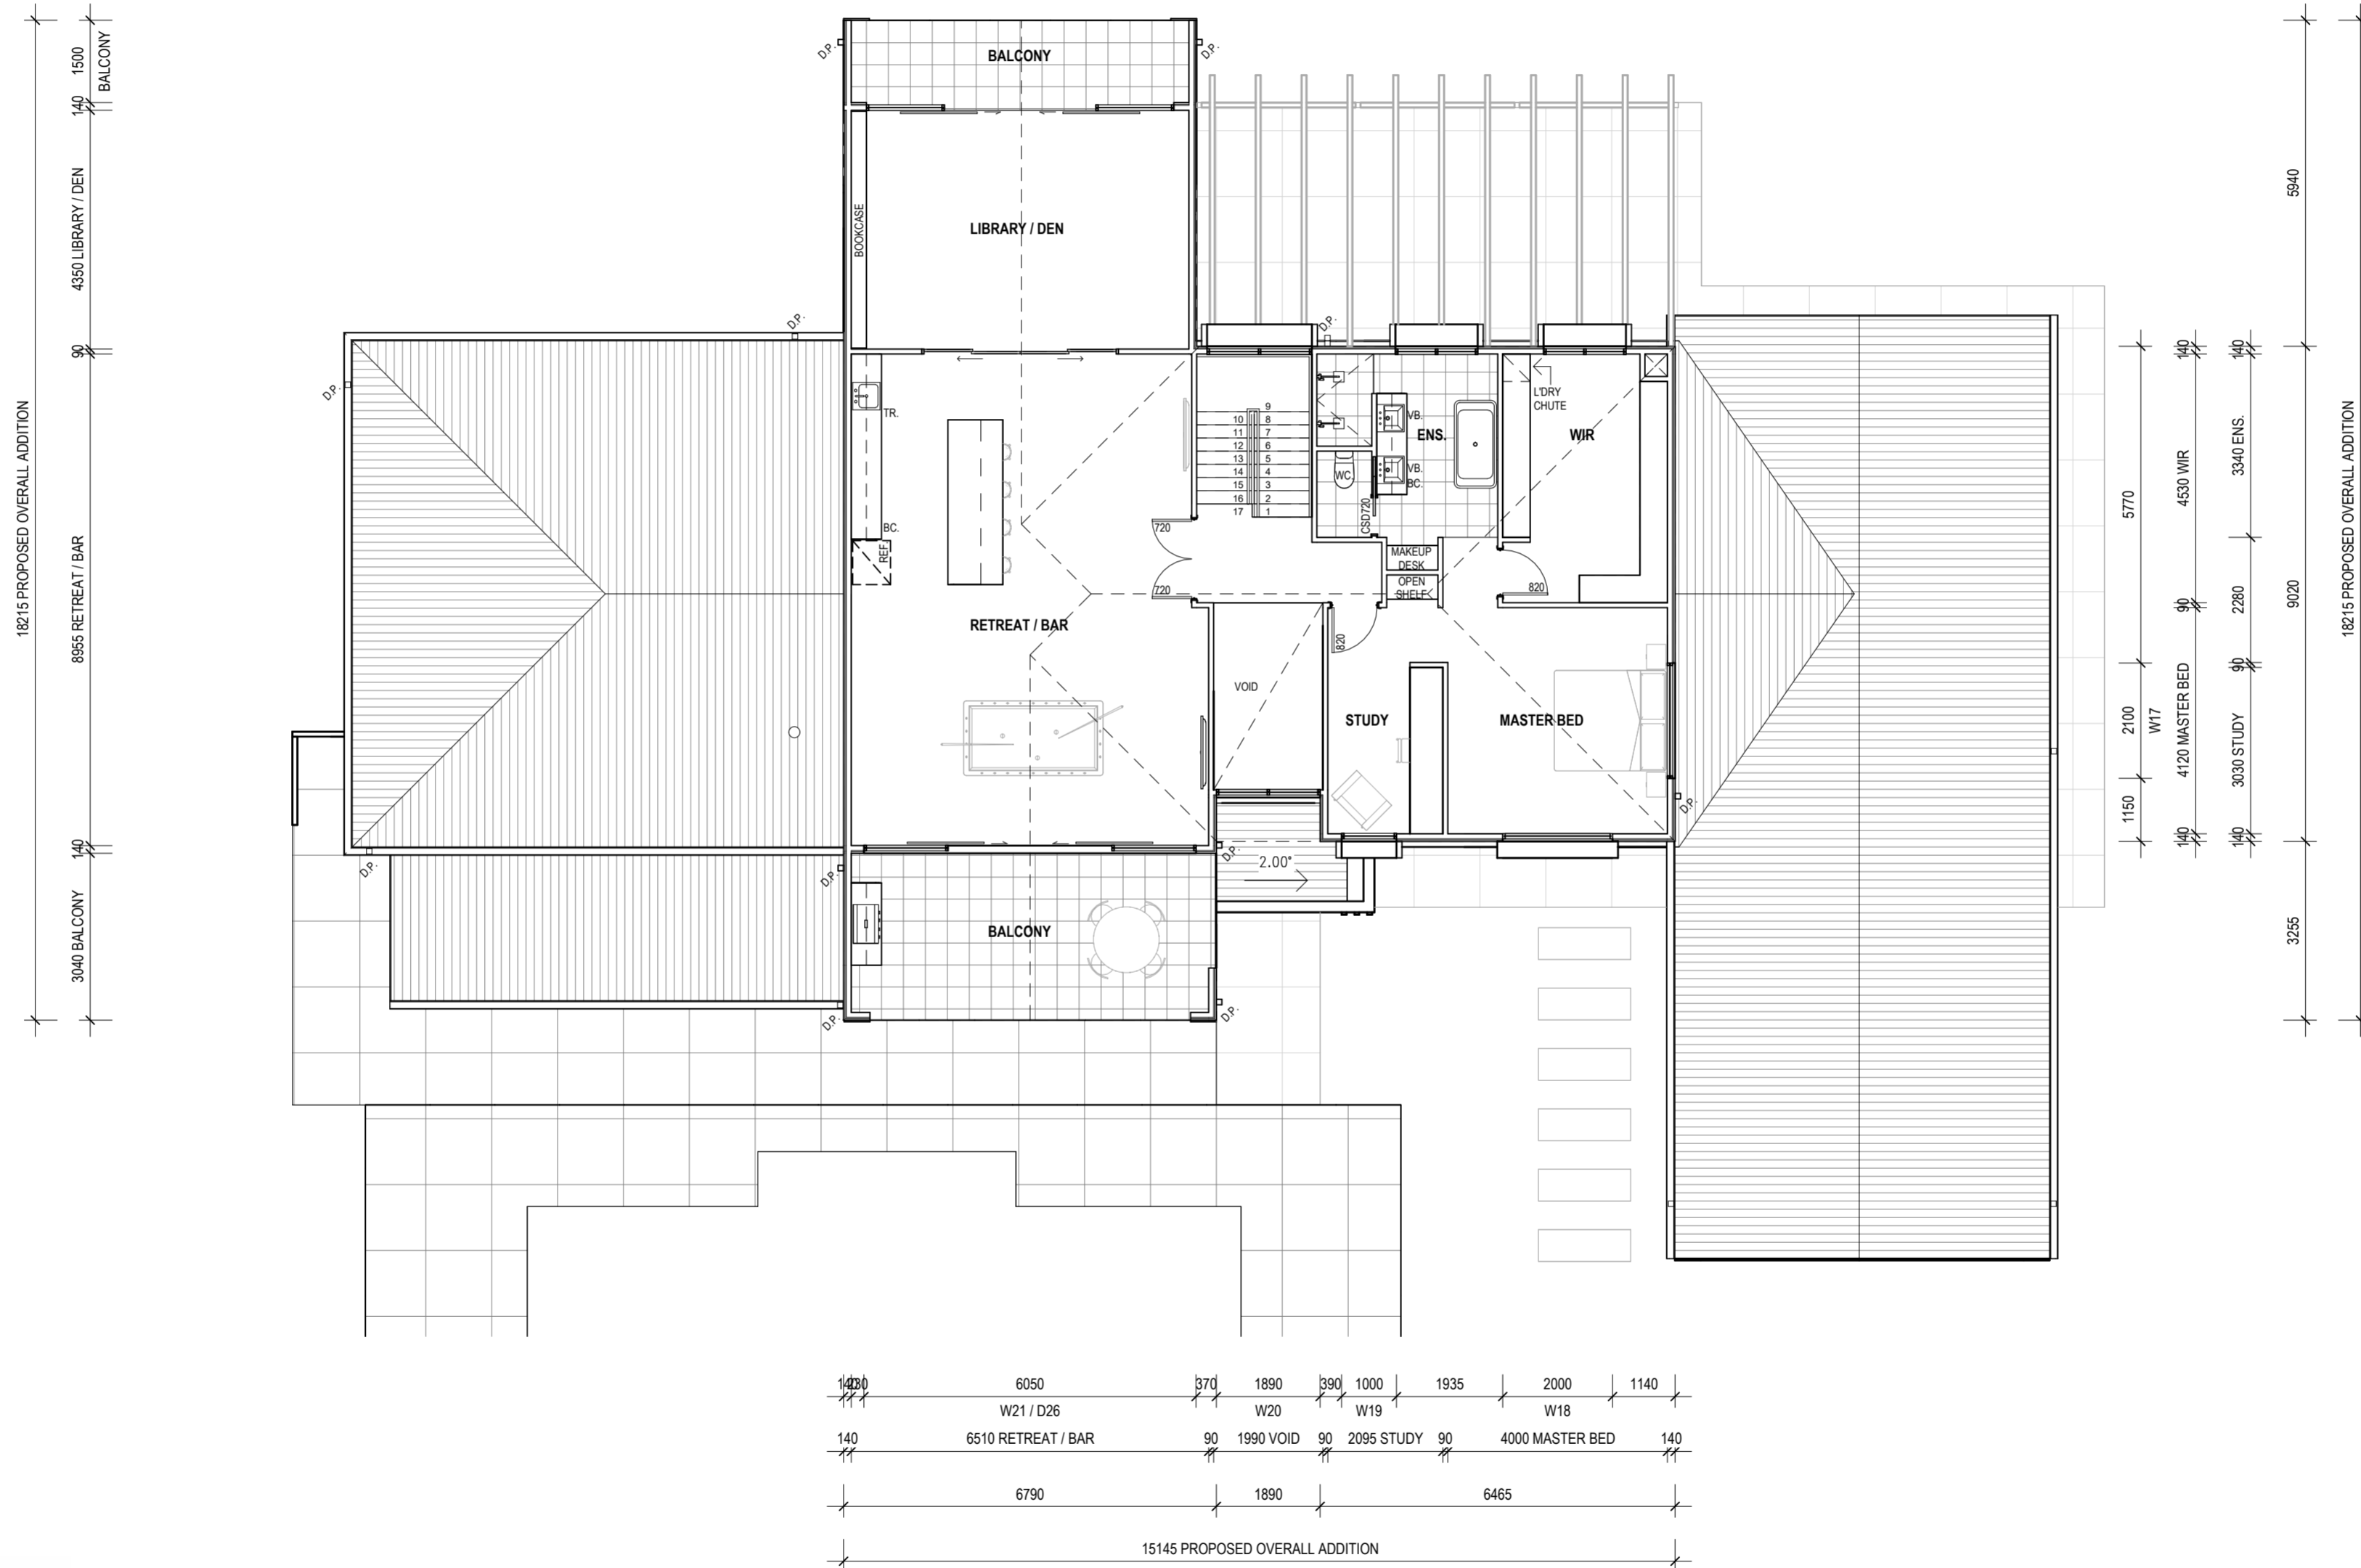 18215 PROPOSED OVERALL ADDITION
1500
BALCONY
140
4350 LIBRARY / DEN
90
8955 RETREAT / BAR
140
3040 BALCONY
D.P.
BALCONY
D.P.
BOOKCASE
LIBRARY / DEN
D.P.
D.P.
D.P.
TR.
BC.
REF.
RETREAT / BAR
720
720
9
10 8
11 7
12 6
13 5
14 4
15 3
16 2
17 1
WC.
VB.
VB.
BC.
ENS.
CSD720
MAKEUP
DESK
OPEN
SHELF
L'DRY
CHUTE
WIR
820
820
VOID
STUDY
MASTER BED
D.P.
D.P.
D.P.
D.P.
2.00°
BALCONY
D.P.
D.P.
5770
2100
W17
1150
140
4530 WIR
90
4120 MASTER BED
140
140
3340 ENS.
2280
90
3030 STUDY
140
5940
9020
3255
18215 PROPOSED OVERALL ADDITION
140 230 6050 370 1890 390 1000 1935 2000 1140
W21 / D26 W20 W19 W18
140 6510 RETREAT / BAR 90 1990 VOID 90 2095 STUDY 90 4000 MASTER BED 140
6790 1890 6465
15145 PROPOSED OVERALL ADDITION